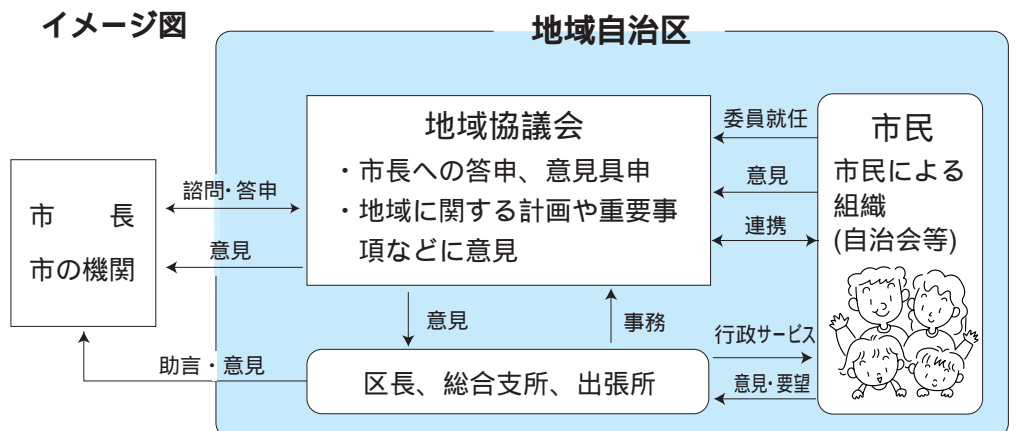 イメージ図
地域自治区
地域協議会
・市長への答申、意見具申
・地域に関する計画や重要事
項などに意見
市　長
市の機関
諮問・答申
意見
委員就任
意見
連携
市民
市民による
組織
(自治会等)
意見
事務
行政サービス
意見・要望
助言・意見
区長、総合支所、出張所